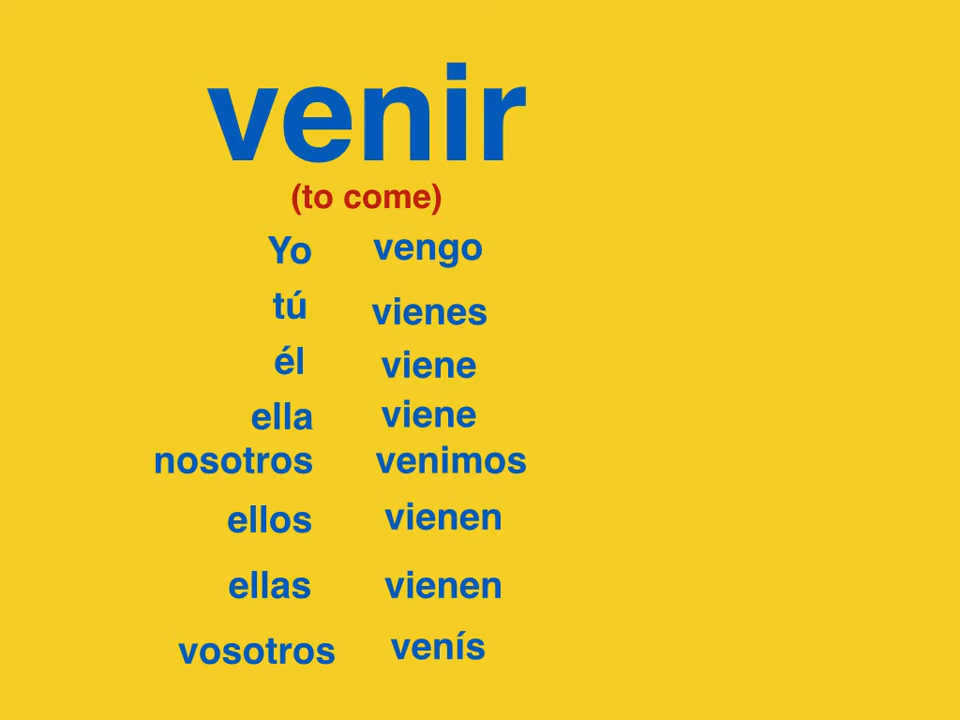 venir
(to come)
Yo vengo
tú vienes
él viene
ella viene
nosotros venimos
ellos vienen
ellas vienen
vosotros venís